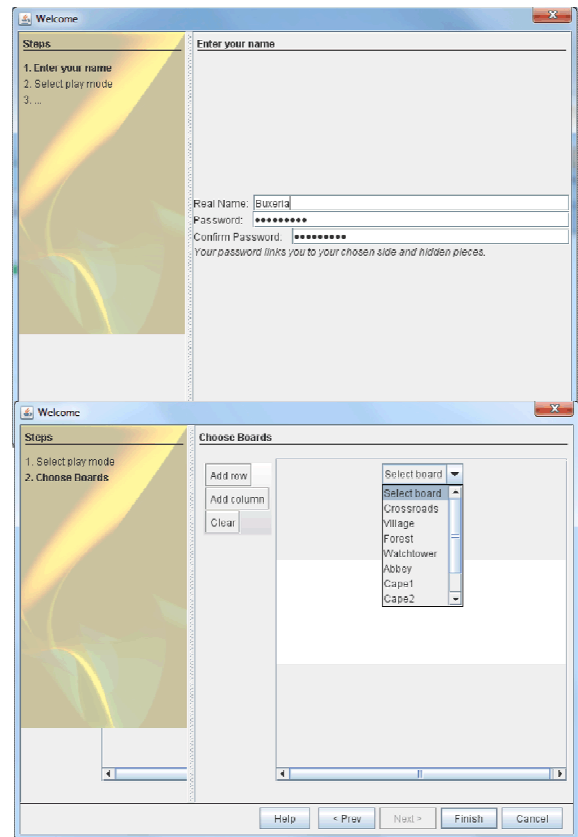 Welcome
Steps
1. Enter your name
2. Select play mode
3. ...
Enter your name
Real Name: Buxeria
Password: •••••••••
Confirm Password: •••••••••
Your password links you to your chosen side and hidden pieces.
Welcome
Steps
1. Select play mode
2. Choose Boards
Choose Boards
Add row
Add column
Clear
Select board
Select board
Crossroads
Village
Forest
Watchtower
Abbey
Cape1
Cape2
Help
< Prev
Next >
Finish
Cancel